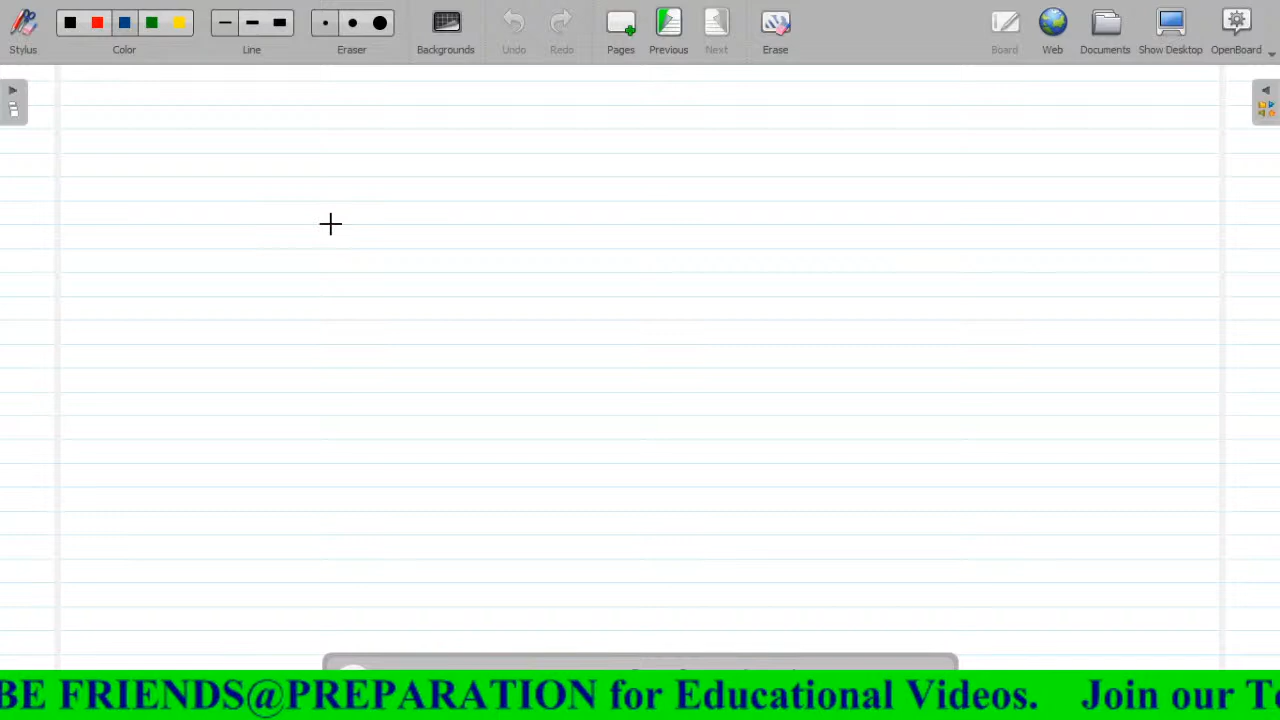 Stylus Color Line Eraser Backgrounds Undo Redo Pages Previous Next Erase Board Web Documents Show Desktop OpenBoard
BE FRIENDS@PREPARATION for Educational Videos. Join our